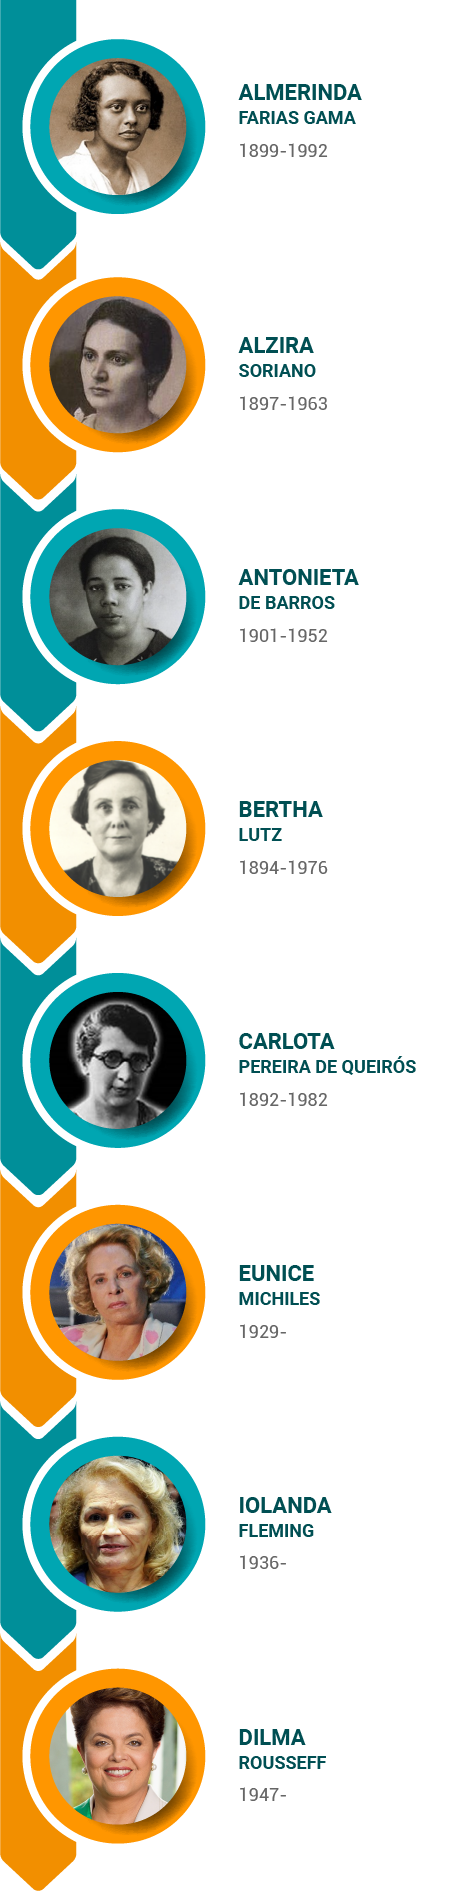 ALMERINDA
FARIAS GAMA
1899-1992
ALZIRA
SORIANO
1897-1963
ANTONIETA
DE BARROS
1901-1952
BERTHA
LUTZ
1894-1976
CARLOTA
PEREIRA DE QUEIRÓS
1892-1982
EUNICE
MICHILES
1929-
IOLANDA
FLEMING
1936-
DILMA
ROUSSEFF
1947-